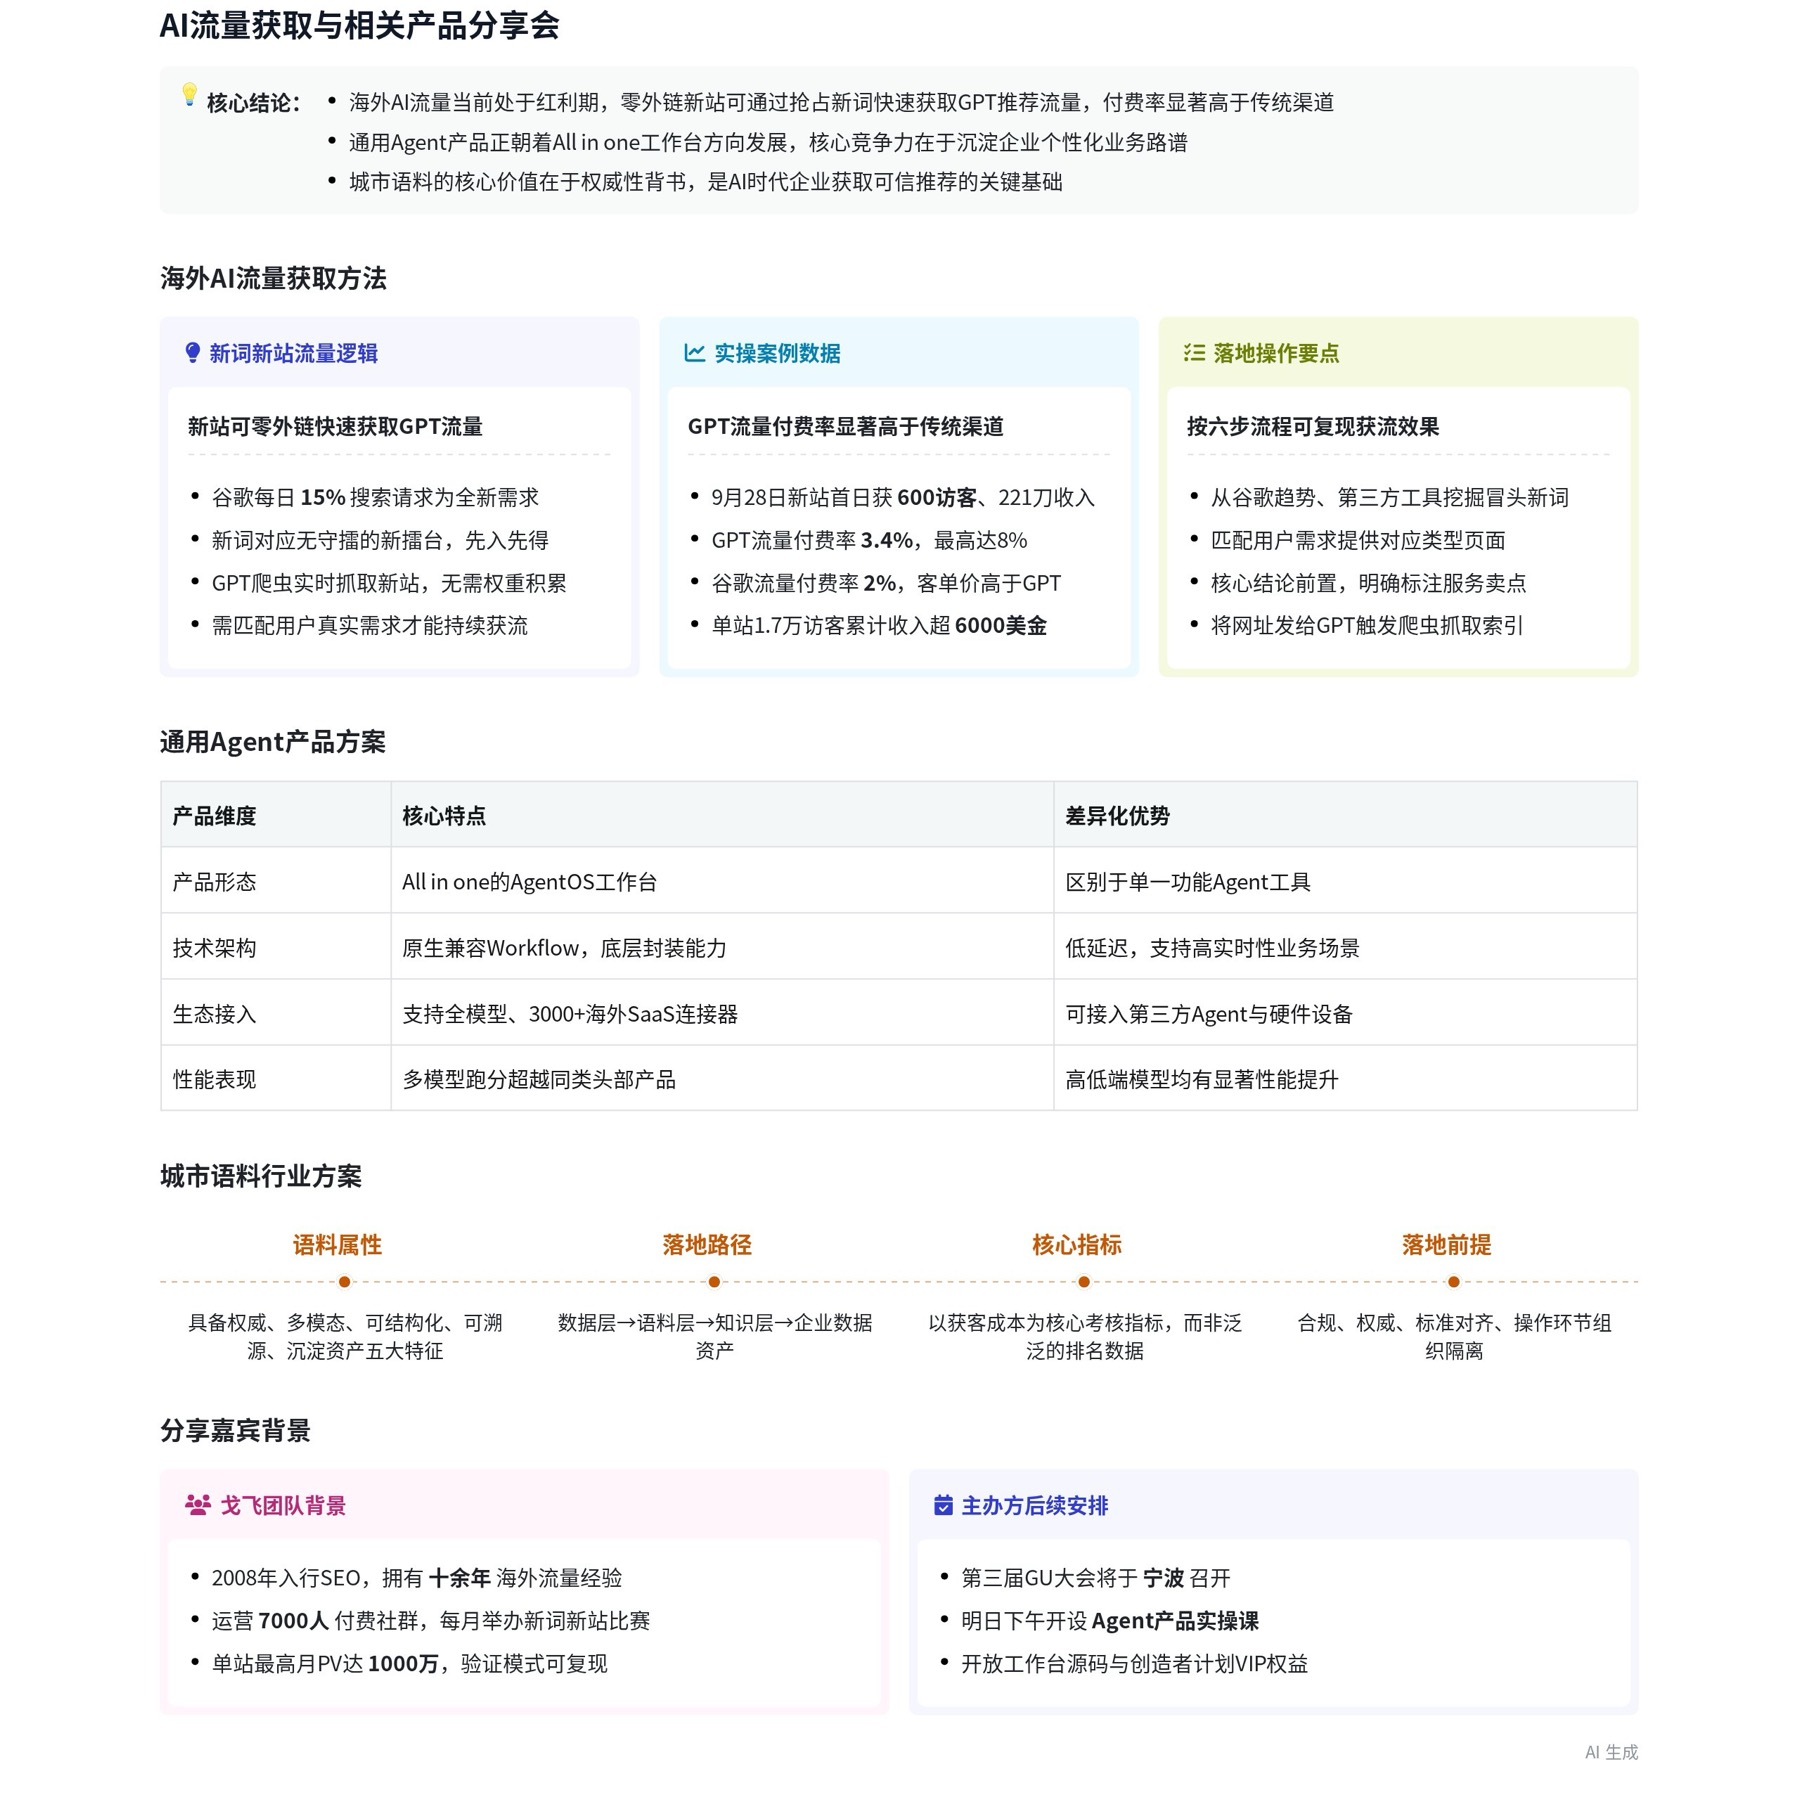 AI流量获取与相关产品分享会
核心结论：
海外AI流量当前处于红利期，零外链新站可通过抢占新词快速获取GPT推荐流量，付费率显著高于传统渠道
通用Agent产品正朝着All in one工作台方向发展，核心竞争力在于沉淀企业个性化业务路谱
城市语料的核心价值在于权威性背书，是AI时代企业获取可信推荐的关键基础
海外AI流量获取方法
新词新站流量逻辑
新站可零外链快速获取GPT流量
谷歌每日 15% 搜索请求为全新需求
新词对应无守擂的新擂台，先入先得
GPT爬虫实时抓取新站，无需权重积累
需匹配用户真实需求才能持续获流
实操案例数据
GPT流量付费率显著高于传统渠道
9月28日新站首日获 600访客、221刀收入
GPT流量付费率 3.4%，最高达8%
谷歌流量付费率 2%，客单价高于GPT
单站1.7万访客累计收入超 6000美金
落地操作要点
按六步流程可复现获流效果
从谷歌趋势、第三方工具挖掘冒头新词
匹配用户需求提供对应类型页面
核心结论前置，明确标注服务卖点
将网址发给GPT触发爬虫抓取索引
通用Agent产品方案
产品维度 核心特点 差异化优势
产品形态 All in one的AgentOS工作台 区别于单一功能Agent工具
技术架构 原生兼容Workflow，底层封装能力 低延迟，支持高实时性业务场景
生态接入 支持全模型、3000+海外SaaS连接器 可接入第三方Agent与硬件设备
性能表现 多模型跑分超越同类头部产品 高低端模型均有显著性能提升
城市语料行业方案
语料属性
具备权威、多模态、可结构化、可溯
源、沉淀资产五大特征
落地路径
数据层→语料层→知识层→企业数据
资产
核心指标
以获客成本为核心考核指标，而非泛
泛的排名数据
落地前提
合规、权威、标准对齐、操作环节组
织隔离
分享嘉宾背景
戈飞团队背景
2008年入行SEO，拥有 十余年 海外流量经验
运营 7000人 付费社群，每月举办新词新站比赛
单站最高月PV达 1000万，验证模式可复现
主办方后续安排
第三届GU大会将于 宁波 召开
明日下午开设 Agent产品实操课
开放工作台源码与创造者计划VIP权益
AI 生成